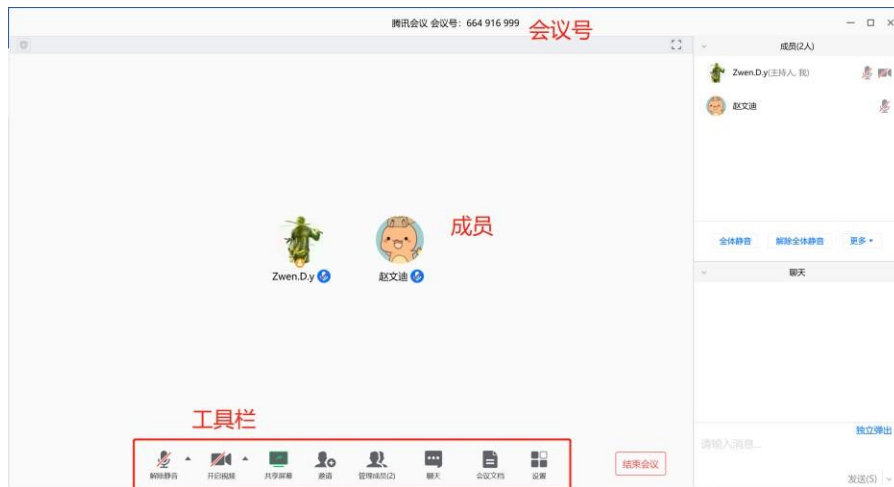 腾讯会议 会议号：664 916 999
会议号
成员(2人)
Zwen.D.y(主持人, 我)
赵文迪
成员
Zwen.D.y
赵文迪
全体静音 解除全体静音 更多
聊天
工具栏
独立弹出
请输入消息...
解除静音 开启视频 共享屏幕 邀请 管理成员(2) 聊天 会议文档 设置
结束会议
发送(S)